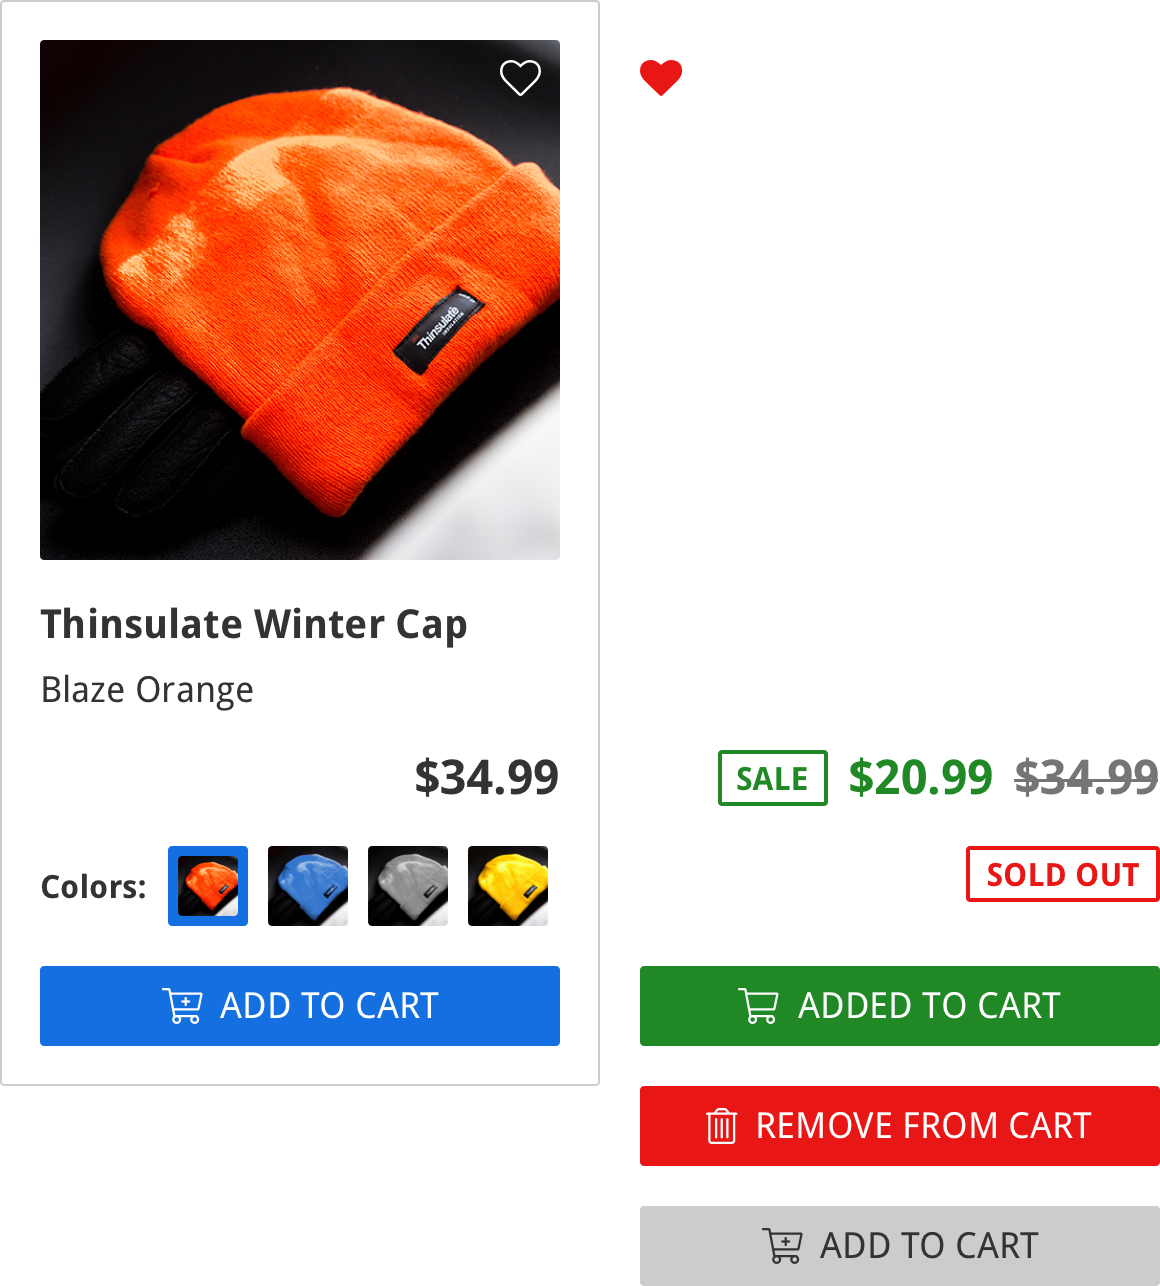 Thinsulate
INSULATION
Thinsulate Winter Cap
Blaze Orange
$34.99
SALE $20.99 $34.99
Colors:
SOLD OUT
ADD TO CART
ADDED TO CART
REMOVE FROM CART
ADD TO CART